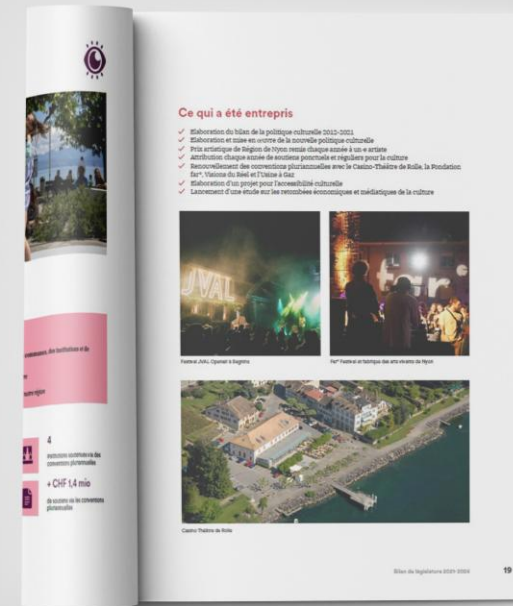 4
institutions soutenues via des
conventions pluriannuelles
+ CHF 1,4 mio
de soutiens via les conventions
pluriannuelles
Ce qui a été entrepris
Elaboration du bilan de la politique culturelle 2012-2021
Elaboration et mise en œuvre de la nouvelle politique culturelle
Prix artistique de Région de Nyon remis chaque année à un·e artiste
Attribution chaque année de soutiens ponctuels et réguliers pour la culture
Renouvellement des conventions pluriannuelles avec le Casino-Théâtre de Rolle, la Fondation
far°, Visions du Réel et l'Usine à Gaz
Elaboration d'un projet pour l'accessibilité culturelle
Lancement d'une étude sur les retombées économiques et médiatiques de la culture
JVAL
far°
Festival JVAL Openair à Begnins
Far° Festival et fabrique des arts vivants de Nyon
Casino Théâtre de Rolle
Bilan de législature 2021-2026
19